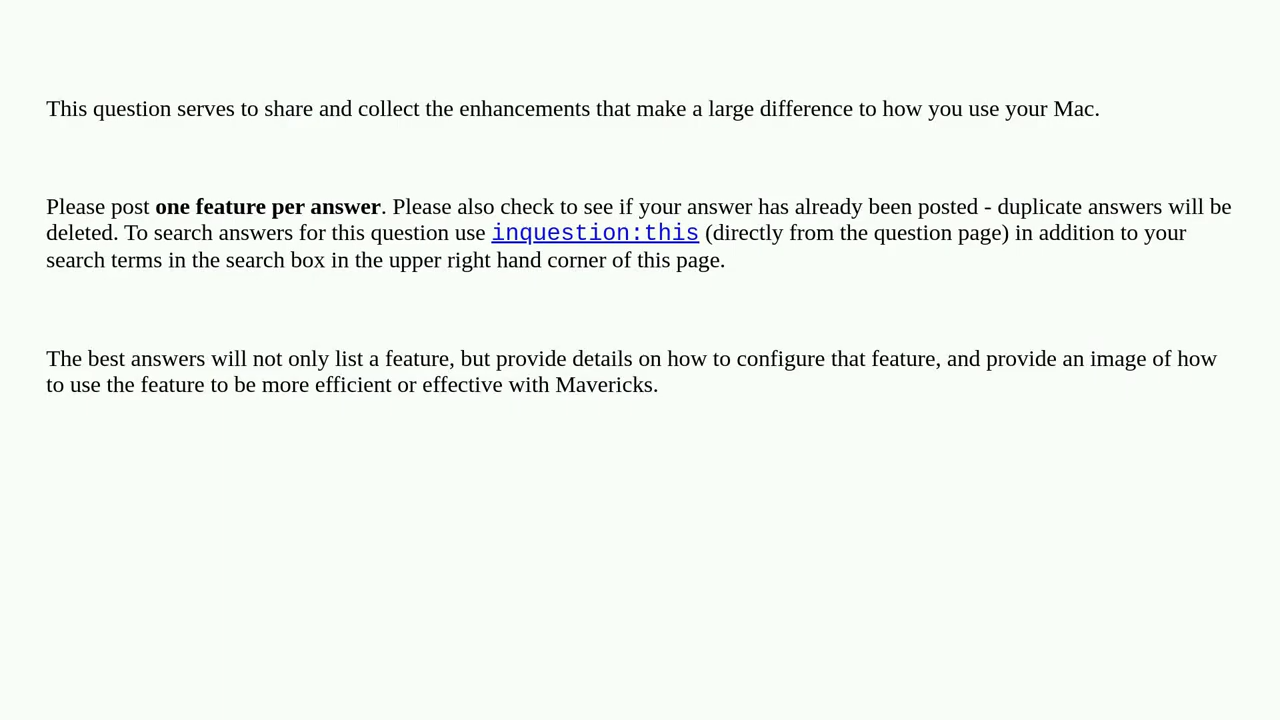 This question serves to share and collect the enhancements that make a large difference to how you use your Mac.
Please post one feature per answer. Please also check to see if your answer has already been posted - duplicate answers will be
deleted. To search answers for this question use inquestion:this (directly from the question page) in addition to your
search terms in the search box in the upper right hand corner of this page.
The best answers will not only list a feature, but provide details on how to configure that feature, and provide an image of how
to use the feature to be more efficient or effective with Mavericks.